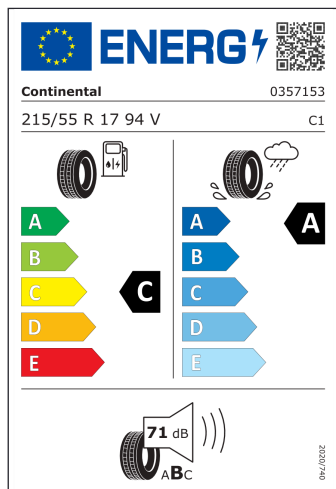 ENERG
Continental 0357153
215/55 R 17 94 V C1
A A A
B B
C C C
D D
E E
71 dB
ABC
2020/740